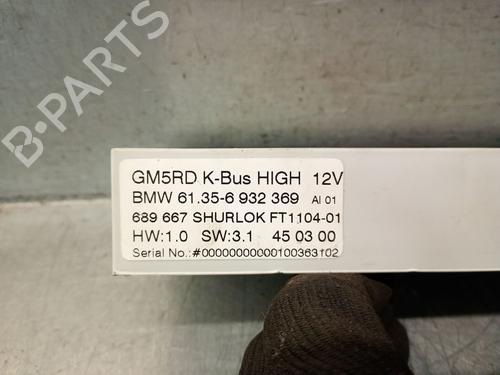 B-PARTS
GM5RD K-Bus HIGH 12V
BMW 61.35-6 932 369 AI 01
689 667 SHURLOK FT1104-01
HW:1.0 SW:3.1 45 03 00
Serial No.:#00000000000100363102